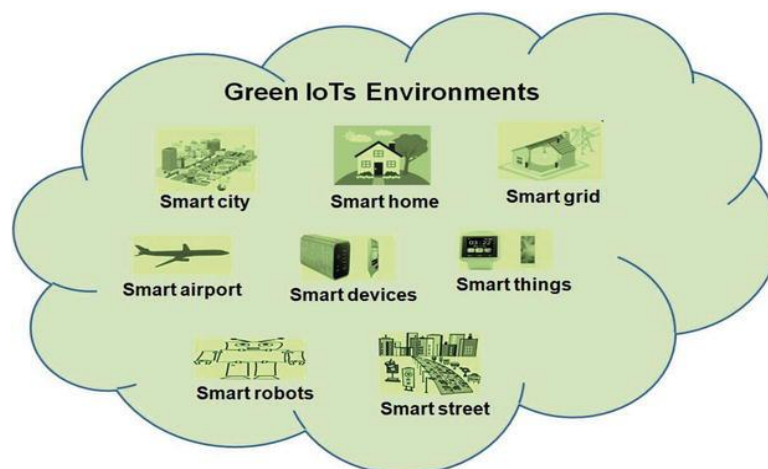 Green IoTs Environments
Smart city
Smart home
Smart grid
Smart airport
Smart devices
Smart things
Smart robots
Smart street